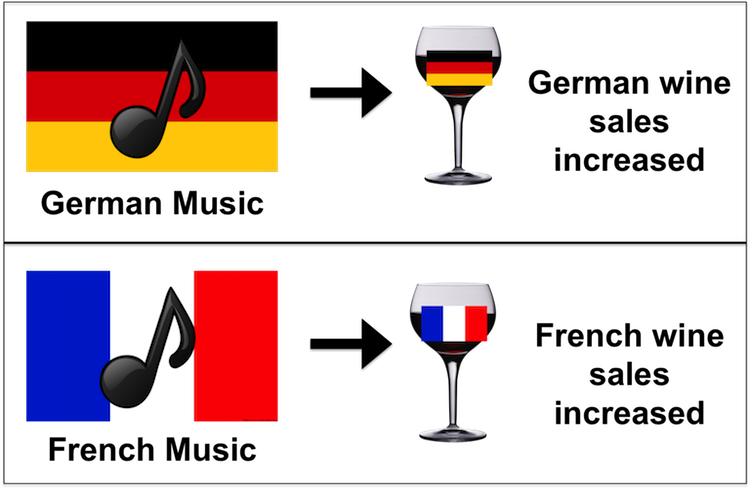 German Music
German wine
sales
increased
French Music
French wine
sales
increased